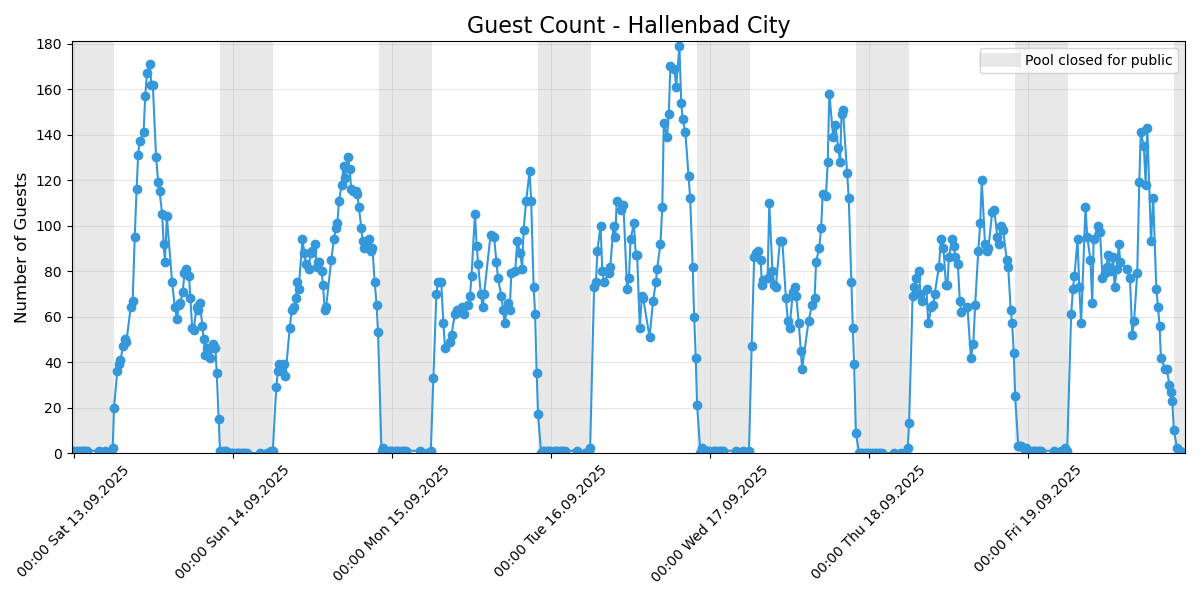 Guest Count - Hallenbad City
Pool closed for public
Number of Guests
180
160
140
120
100
80
60
40
20
0
00:00 Sat 13.09.2025
00:00 Sun 14.09.2025
00:00 Mon 15.09.2025
00:00 Tue 16.09.2025
00:00 Wed 17.09.2025
00:00 Thu 18.09.2025
00:00 Fri 19.09.2025